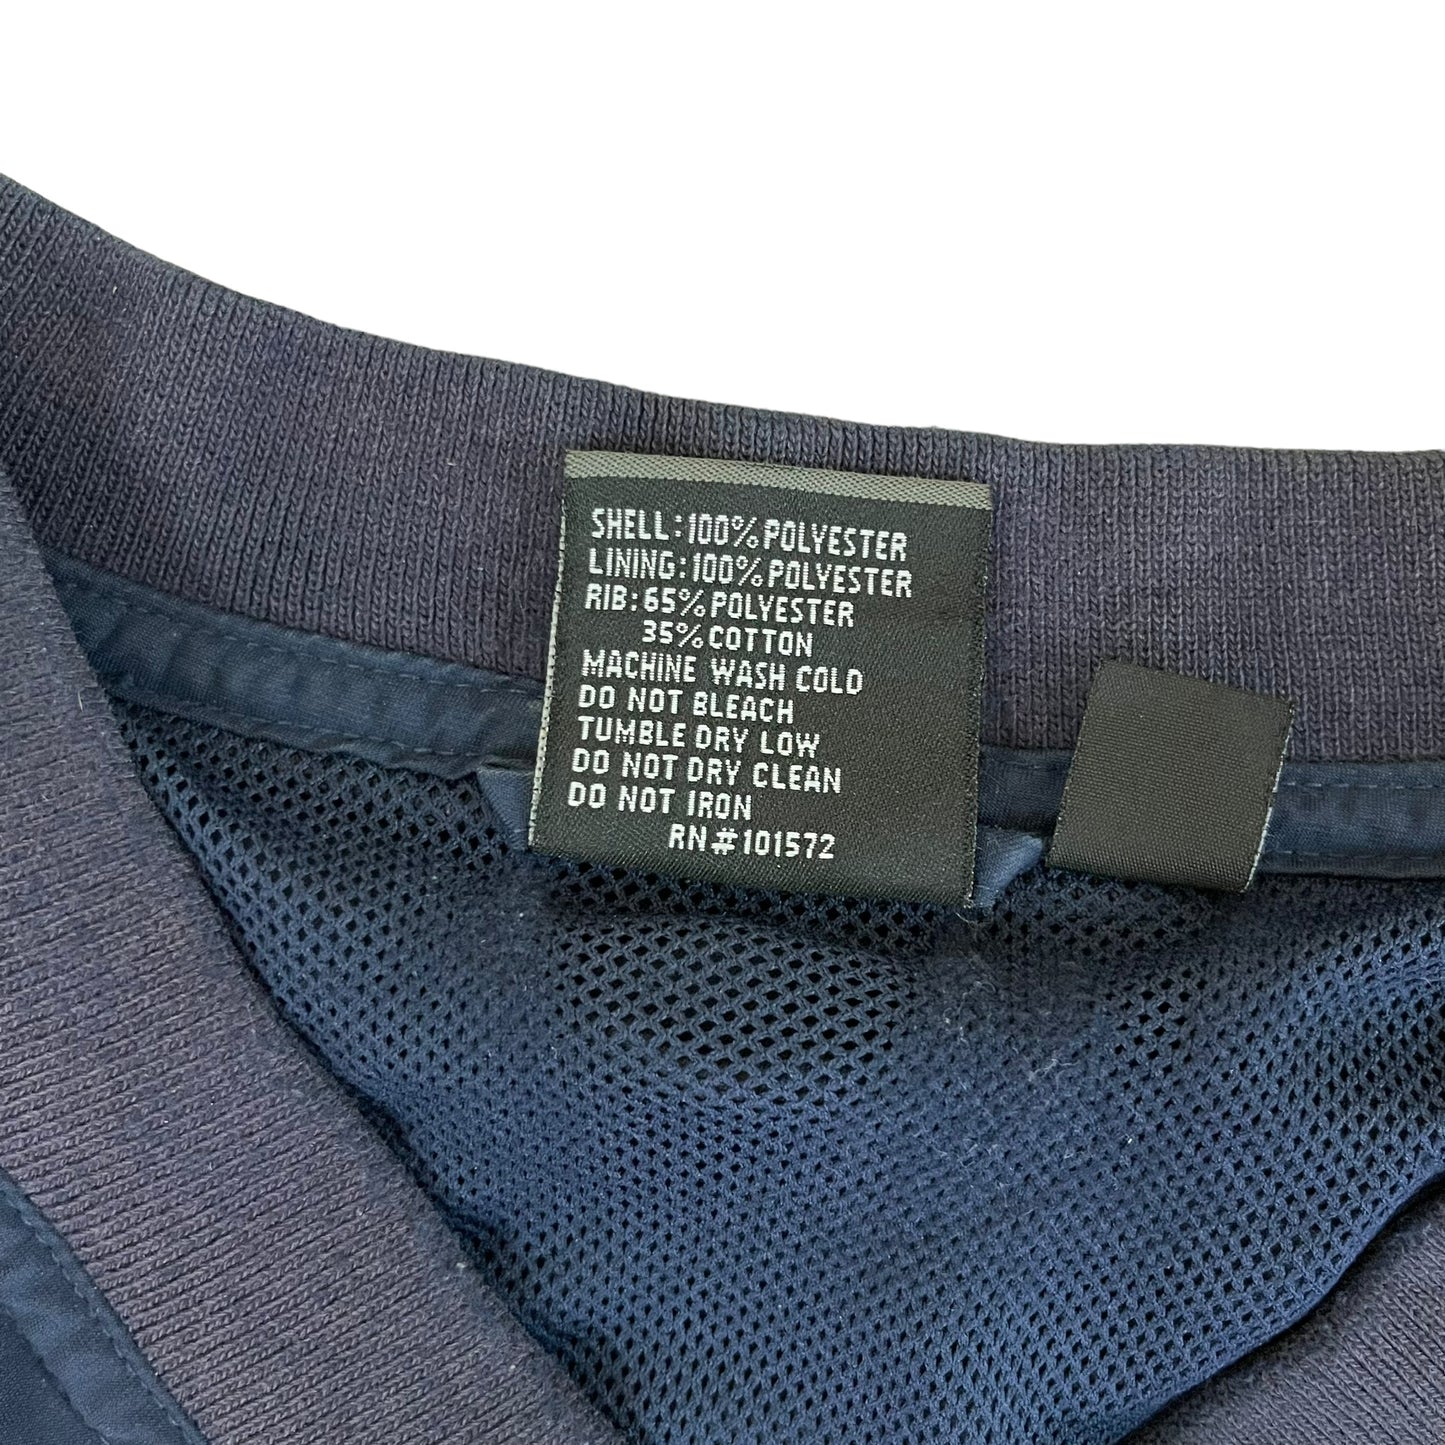 SHELL:100% POLYESTER
LINING:100% POLYESTER
RIB:65% POLYESTER
35% COTTON
MACHINE WASH COLD
DO NOT BLEACH
TUMBLE DRY LOW
DO NOT DRY CLEAN
DO NOT IRON
RN#101572